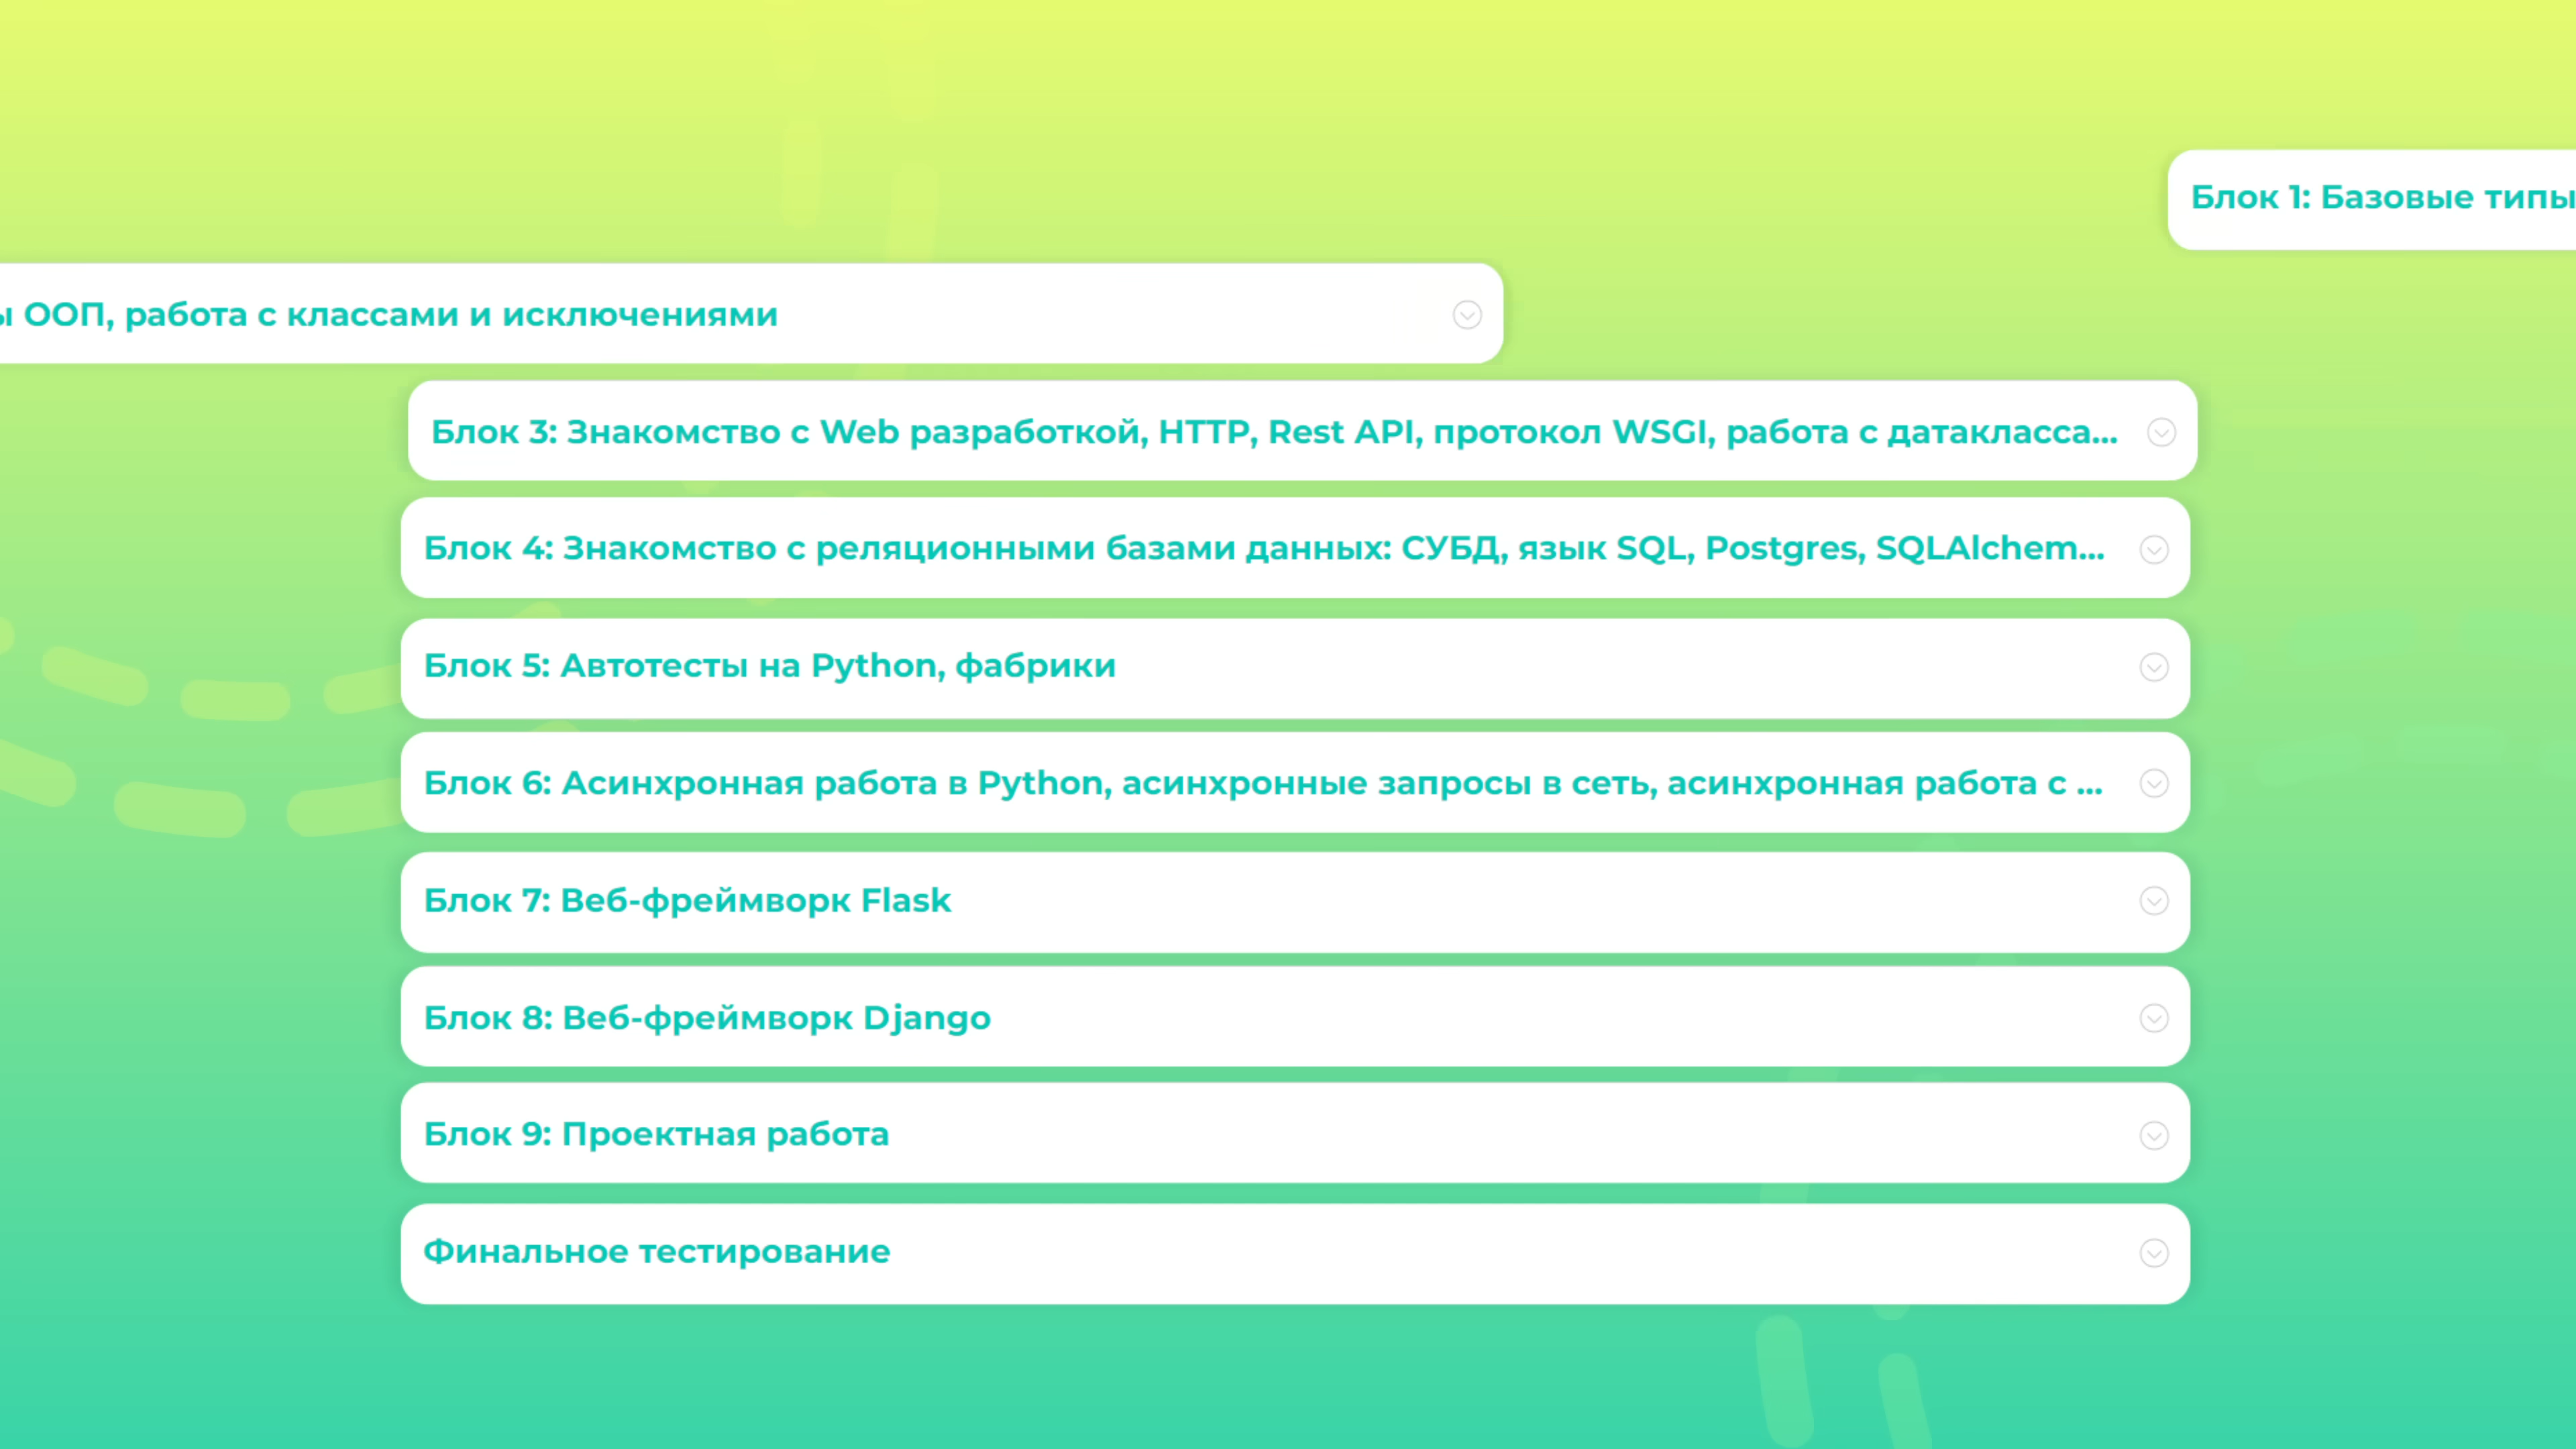 Блок 1: Базовые типы
ООП, работа с классами и исключениями
Блок 3: Знакомство с Web разработкой, HTTP, Rest API, протокол WSGI, работа с датакласса...
Блок 4: Знакомство с реляционными базами данных: СУБД, язык SQL, Postgres, SQLAlchem...
Блок 5: Автотесты на Python, фабрики
Блок 6: Асинхронная работа в Python, асинхронные запросы в сеть, асинхронная работа с ...
Блок 7: Веб-фреймворк Flask
Блок 8: Веб-фреймворк Django
Блок 9: Проектная работа
Финальное тестирование